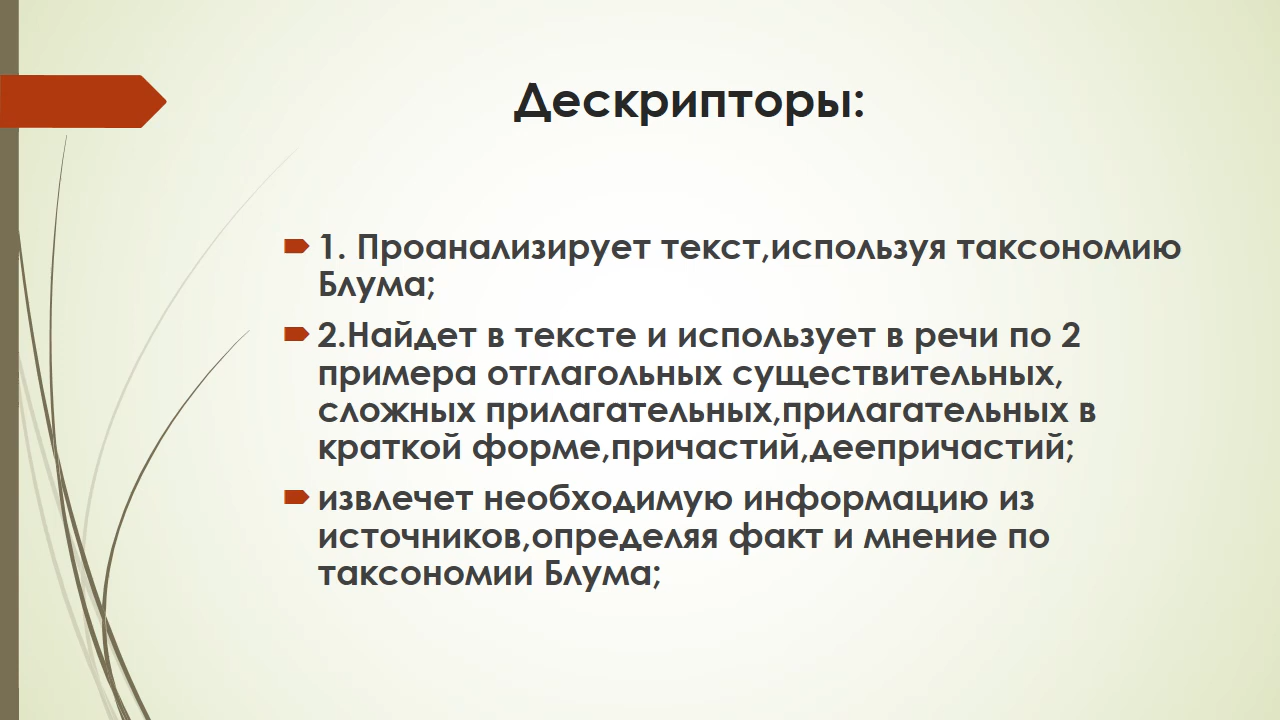 Дескрипторы:
1. Проанализирует текст,используя таксономию
Блума;
2.Найдет в тексте и использует в речи по 2
примера отглагольных существительных,
сложных прилагательных,прилагательных в
краткой форме,причастий,деепричастий;
извлечет необходимую информацию из
источников,определяя факт и мнение по
таксономии Блума;